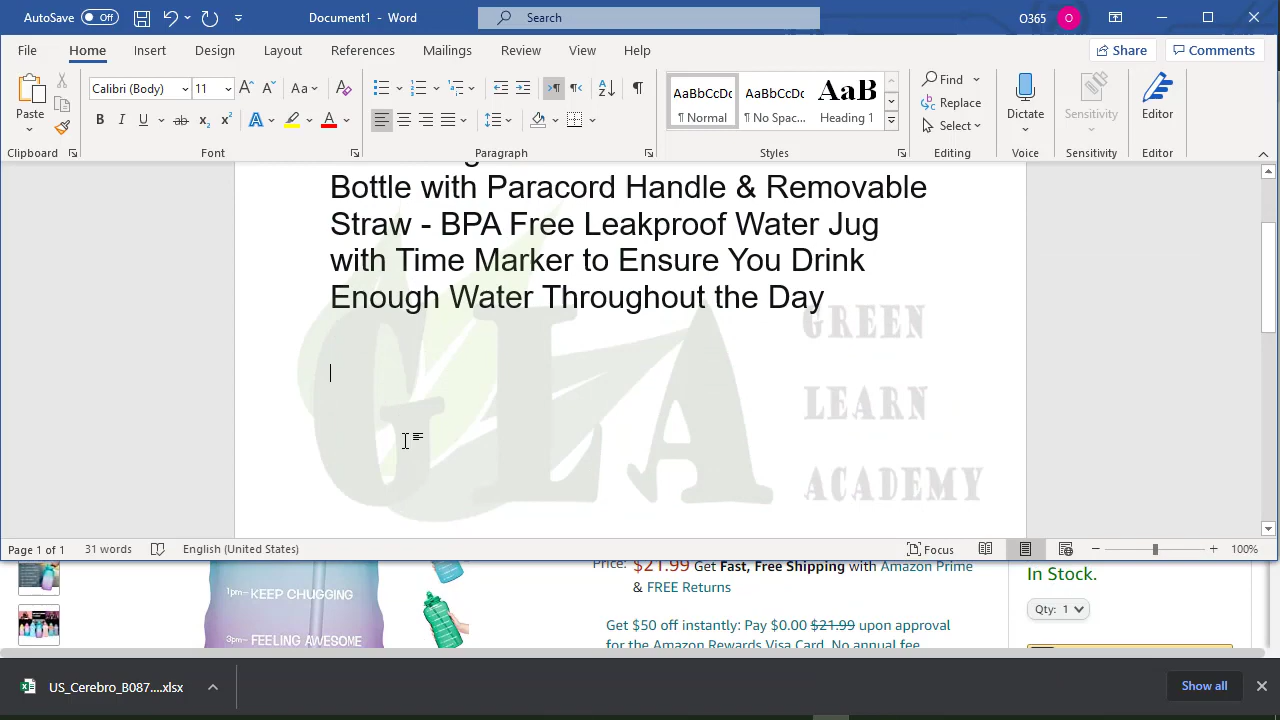 AutoSave Off Document1 - Word Search O365 O
File Home Insert Design Layout References Mailings Review View Help Share Comments
Calibri (Body) 11 Aa AaBbCcDc AaBbCcDc AaB Find
Paste ¶ Normal ¶ No Spac... Heading 1 Replace Dictate Sensitivity Editor
Select
Clipboard Font Paragraph Styles Editing Voice Sensitivity Editor
Bottle with Paracord Handle & Removable
Straw - BPA Free Leakproof Water Jug
with Time Marker to Ensure You Drink
Enough Water Throughout the Day
GLA
GREEN
LEARN
ACADEMY
Page 1 of 1 31 words English (United States) Focus 100%
Price: $21.99 Get Fast, Free Shipping with Amazon Prime
& FREE Returns
In Stock.
Qty: 1
1pm KEEP CHUGGING
3pm FEELING AWESOME
Get $50 off instantly: Pay $0.00 $21.99 upon approval
for the Amazon Rewards Visa Card. No annual fee.
US_Cerebro_B087....xlsx Show all